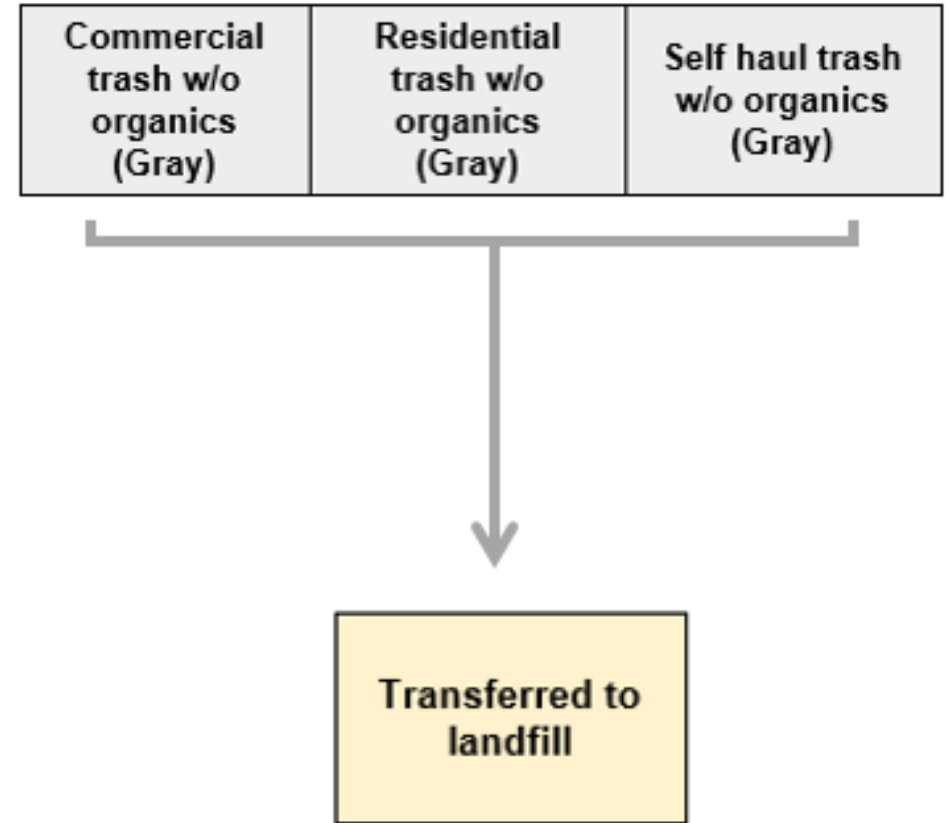 Commercial
trash w/o
organics
(Gray)
Residential
trash w/o
organics
(Gray)
Self haul trash
w/o organics
(Gray)
Transferred to
landfill